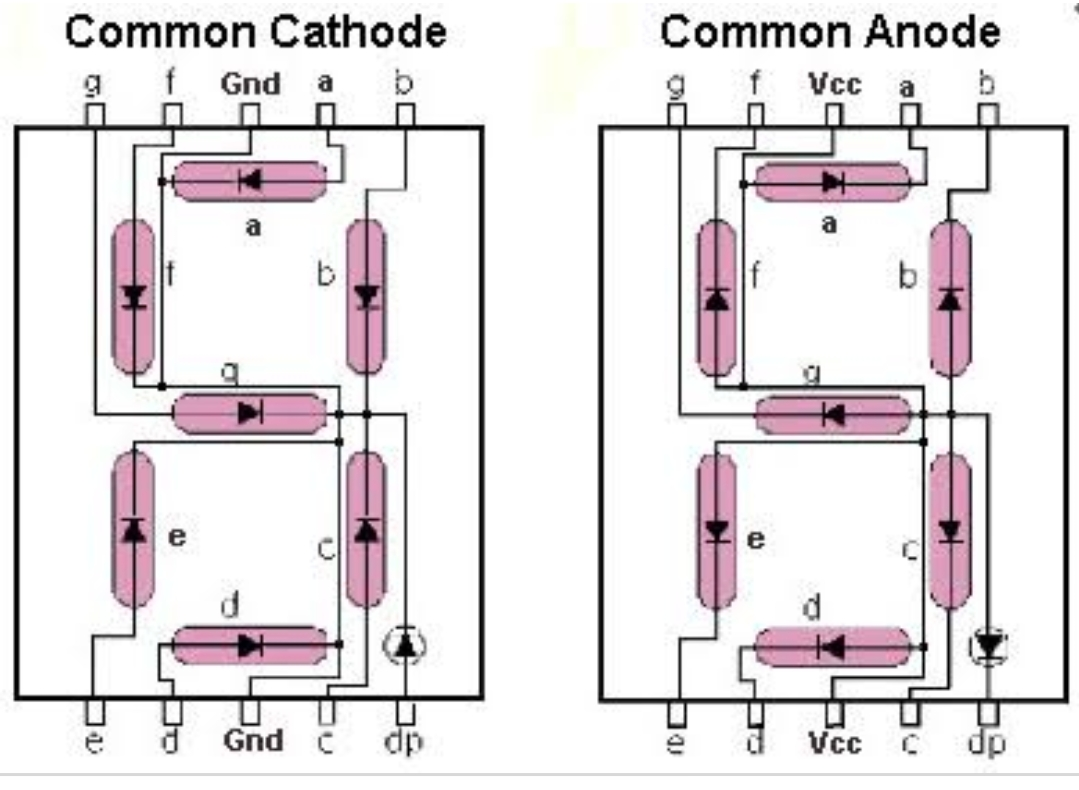 Common Cathode
g f Gnd a b
a
f b
g
e c
d
e d Gnd c dp
Common Anode
g f Vcc a b
a
f b
g
e c
d
e d Vcc c dp